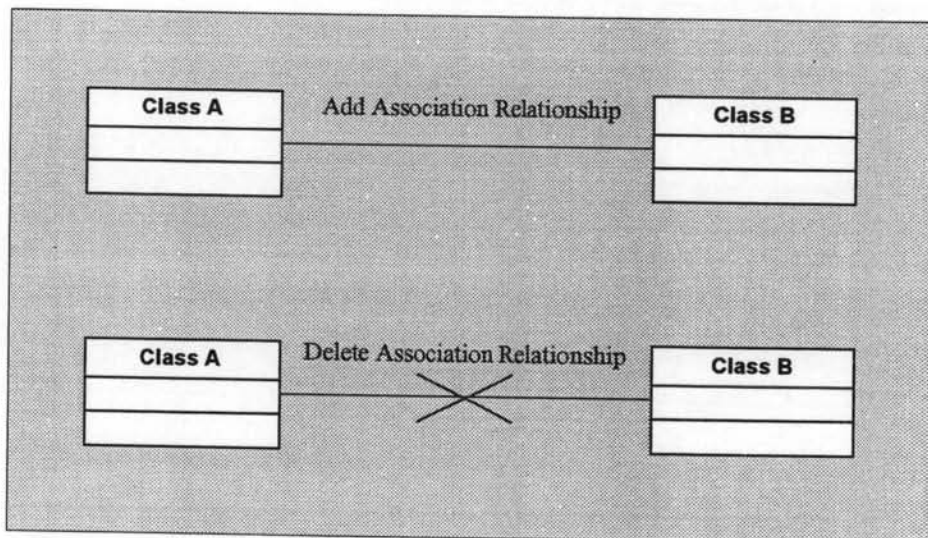 Class A
Add Association Relationship
Class B
Class A
Delete Association Relationship
Class B